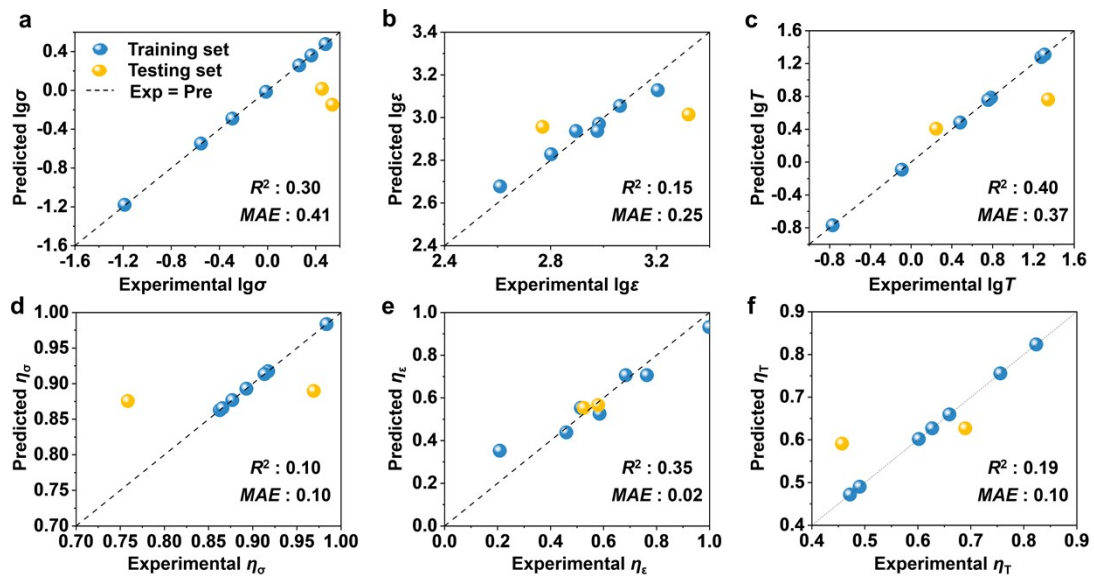 a
0.4
0.0
-0.4
-0.8
-1.2
-1.6
Predicted lgσ
Training set
Testing set
Exp = Pre
R² : 0.30
MAE : 0.41
-1.6 -1.2 -0.8 -0.4 0.0 0.4
Experimental lgσ
b
3.4
3.2
3.0
2.8
2.6
2.4
Predicted lgε
R² : 0.15
MAE : 0.25
2.4 2.8 3.2
Experimental lgε
c
1.6
1.2
0.8
0.4
0.0
-0.4
-0.8
Predicted lgT
R² : 0.40
MAE : 0.37
-0.8 -0.4 0.0 0.4 0.8 1.2 1.6
Experimental lgT
d
1.00
0.95
0.90
0.85
0.80
0.75
0.70
Predicted ησ
R² : 0.10
MAE : 0.10
0.70 0.75 0.80 0.85 0.90 0.95 1.00
Experimental ησ
e
1.0
0.8
0.6
0.4
0.2
0.0
Predicted ηε
R² : 0.35
MAE : 0.02
0.0 0.2 0.4 0.6 0.8 1.0
Experimental ηε
f
0.9
0.8
0.7
0.6
0.5
0.4
Predicted ηT
R² : 0.19
MAE : 0.10
0.4 0.5 0.6 0.7 0.8 0.9
Experimental ηT